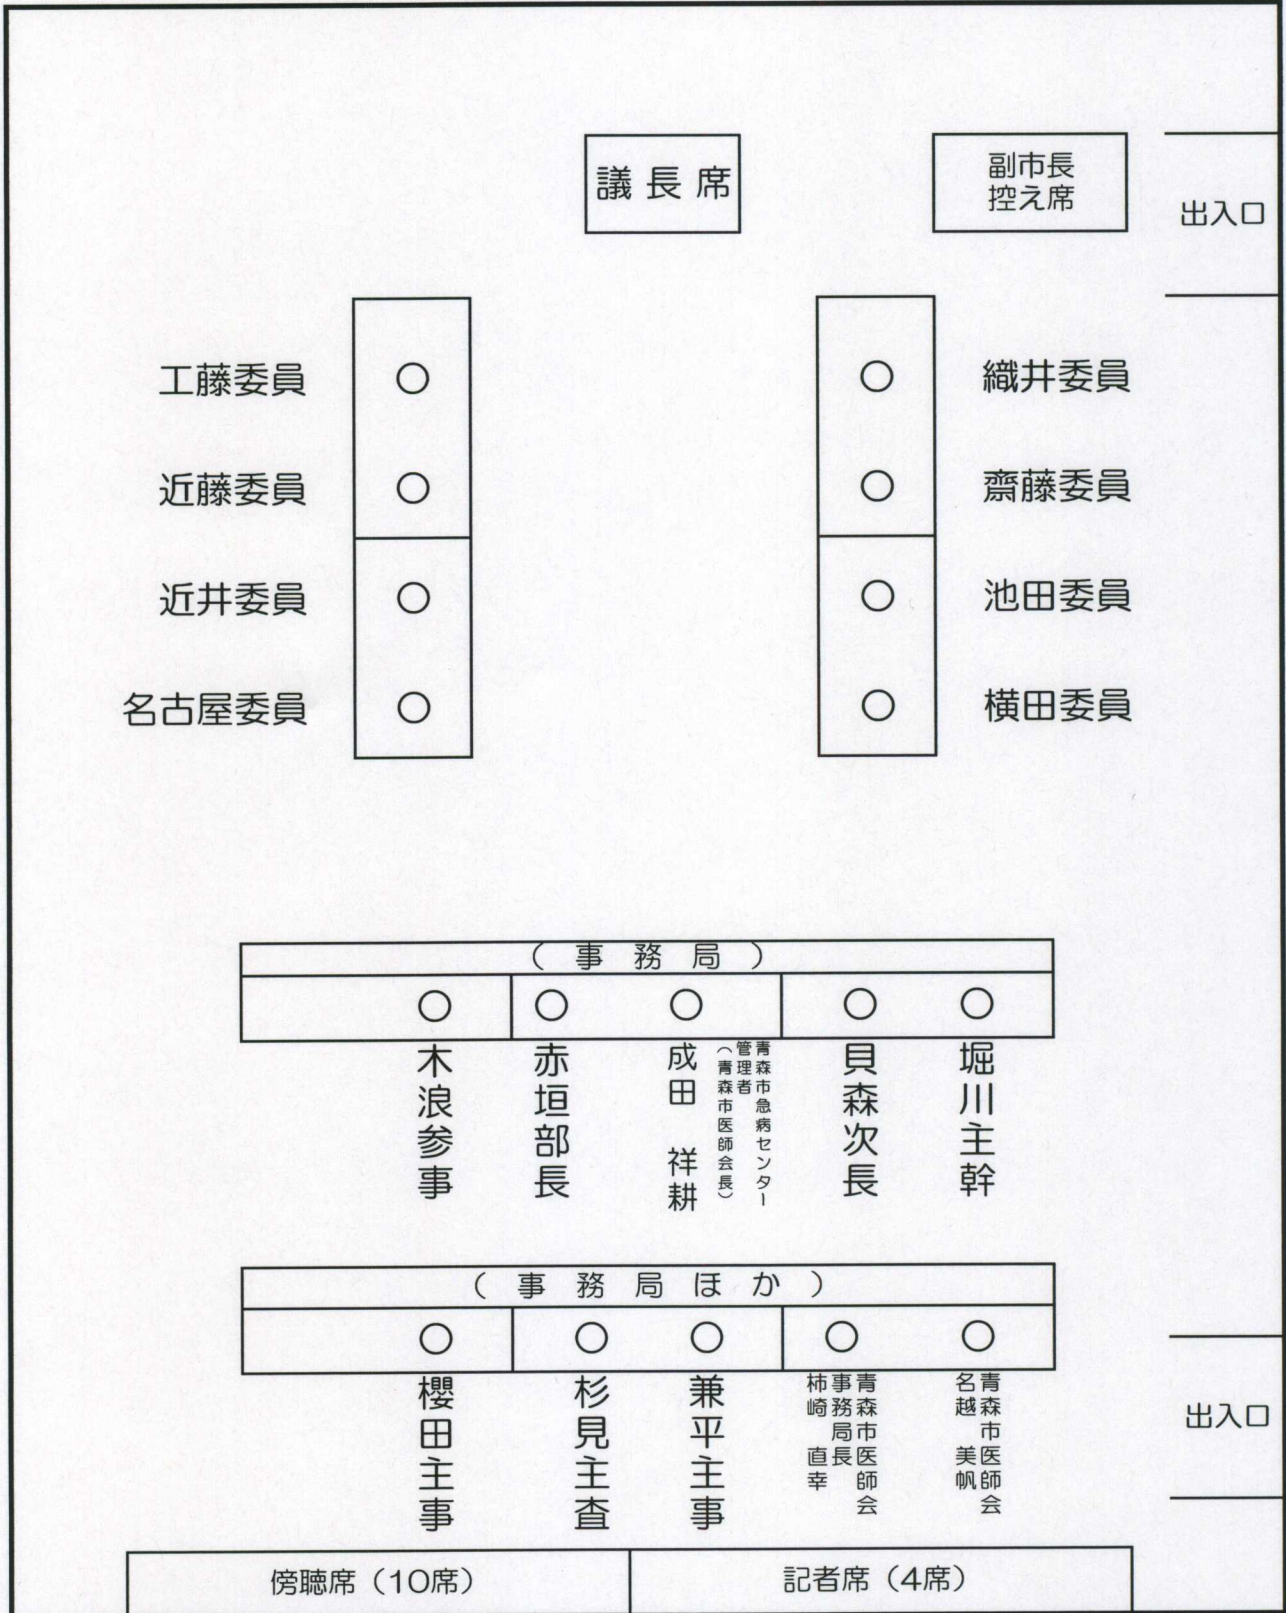 議長席
副市長
控え席
出入口
工藤委員
近藤委員
近井委員
名古屋委員
織井委員
齋藤委員
池田委員
横田委員
（事務局）
木浪参事
赤垣部長
青森市急病センター
管理者
（青森市医師会長）
成田 祥耕
貝森次長
堀川主幹
（事務局ほか）
櫻田主事
杉見主査
兼平主事
青森市医師会
事務局長
柿崎 直幸
青森市医師会
名越 美帆
出入口
傍聴席（10席）
記者席（4席）